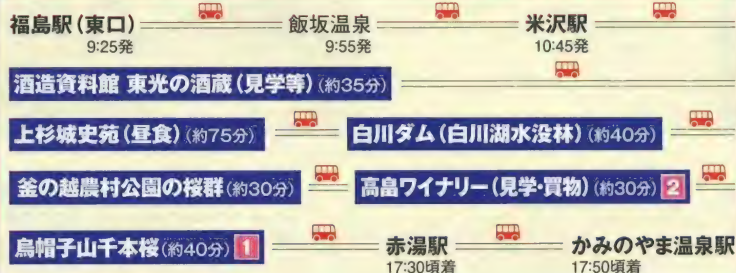 福島駅(東口) 飯坂温泉 米沢駅
9:25発 9:55発 10:45発
酒造資料館 東光の酒蔵(見学等)(約35分)
上杉城史苑(昼食)(約75分) 白川ダム(白川湖水没林)(約40分)
釜の越農村公園の桜群(約30分) 高畠ワイナリー(見学・買物)(約30分) 2
烏帽子山千本桜(約40分) 1 赤湯駅 かみのやま温泉駅
17:30頃着 17:50頃着